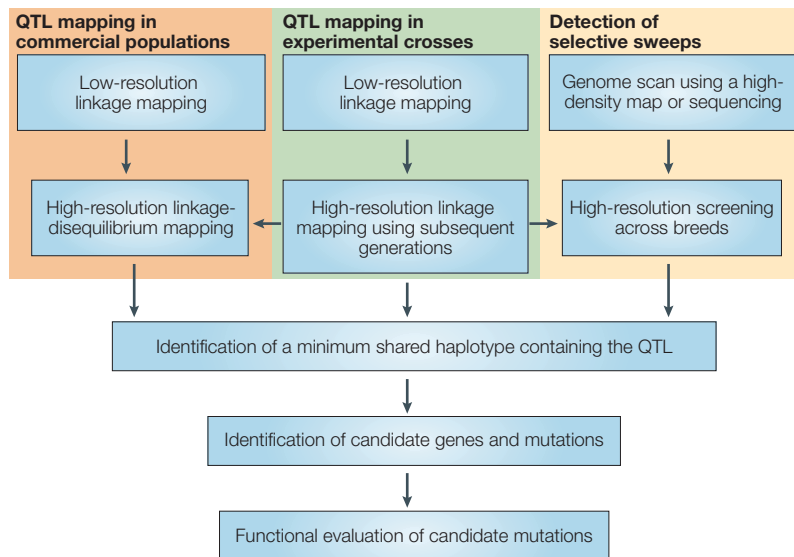 QTL mapping in
commercial populations
QTL mapping in
experimental crosses
Detection of
selective sweeps
Low-resolution
linkage mapping
Low-resolution
linkage mapping
Genome scan using a high-
density map or sequencing
High-resolution linkage-
disequilibrium mapping
High-resolution linkage
mapping using subsequent
generations
High-resolution screening
across breeds
Identification of a minimum shared haplotype containing the QTL
Identification of candidate genes and mutations
Functional evaluation of candidate mutations